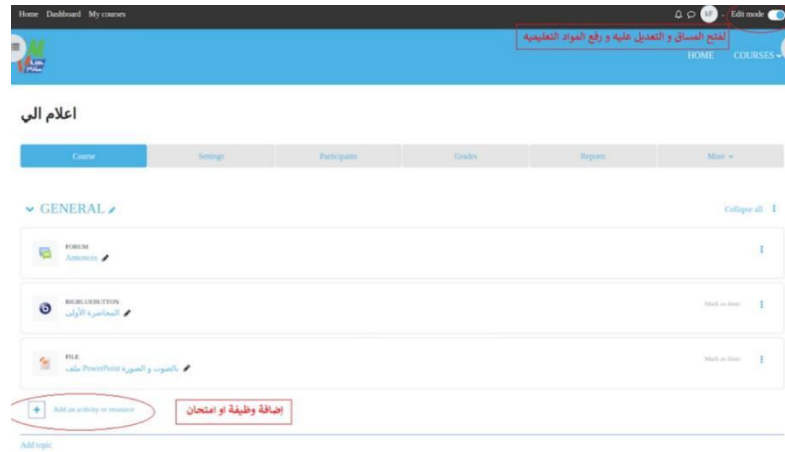 Home Dashboard My courses
Edit mode
لفتح المساق و التعديل عليه و رفع المواد التعليميه
HOME COURSES
اعلام الي
Course Settings Participants Grades Reports More
GENERAL Collapse all
FORUM
Annonces
BIGBLUEBUTTON
المحاضرة الأولى Mark as done
FILE
ملف PowerPoint بالصوت و الصورة Mark as done
Add an activity or resource
إضافة وظيفة او امتحان
Add topic